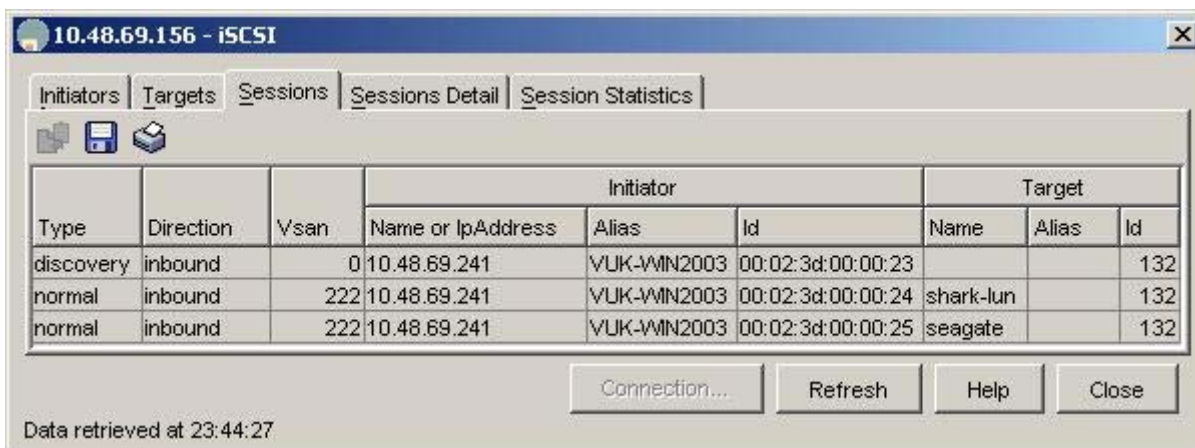 10.48.69.156 - iSCSI
Initiators Targets Sessions Sessions Detail Session Statistics
Initiator Target
Type Direction Vsan Name or IpAddress Alias Id Name Alias Id
discovery inbound 0 10.48.69.241 VUK-WIN2003 00:02:3d:00:00:23 132
normal inbound 222 10.48.69.241 VUK-WIN2003 00:02:3d:00:00:24 shark-lun 132
normal inbound 222 10.48.69.241 VUK-WIN2003 00:02:3d:00:00:25 seagate 132
Connection... Refresh Help Close
Data retrieved at 23:44:27